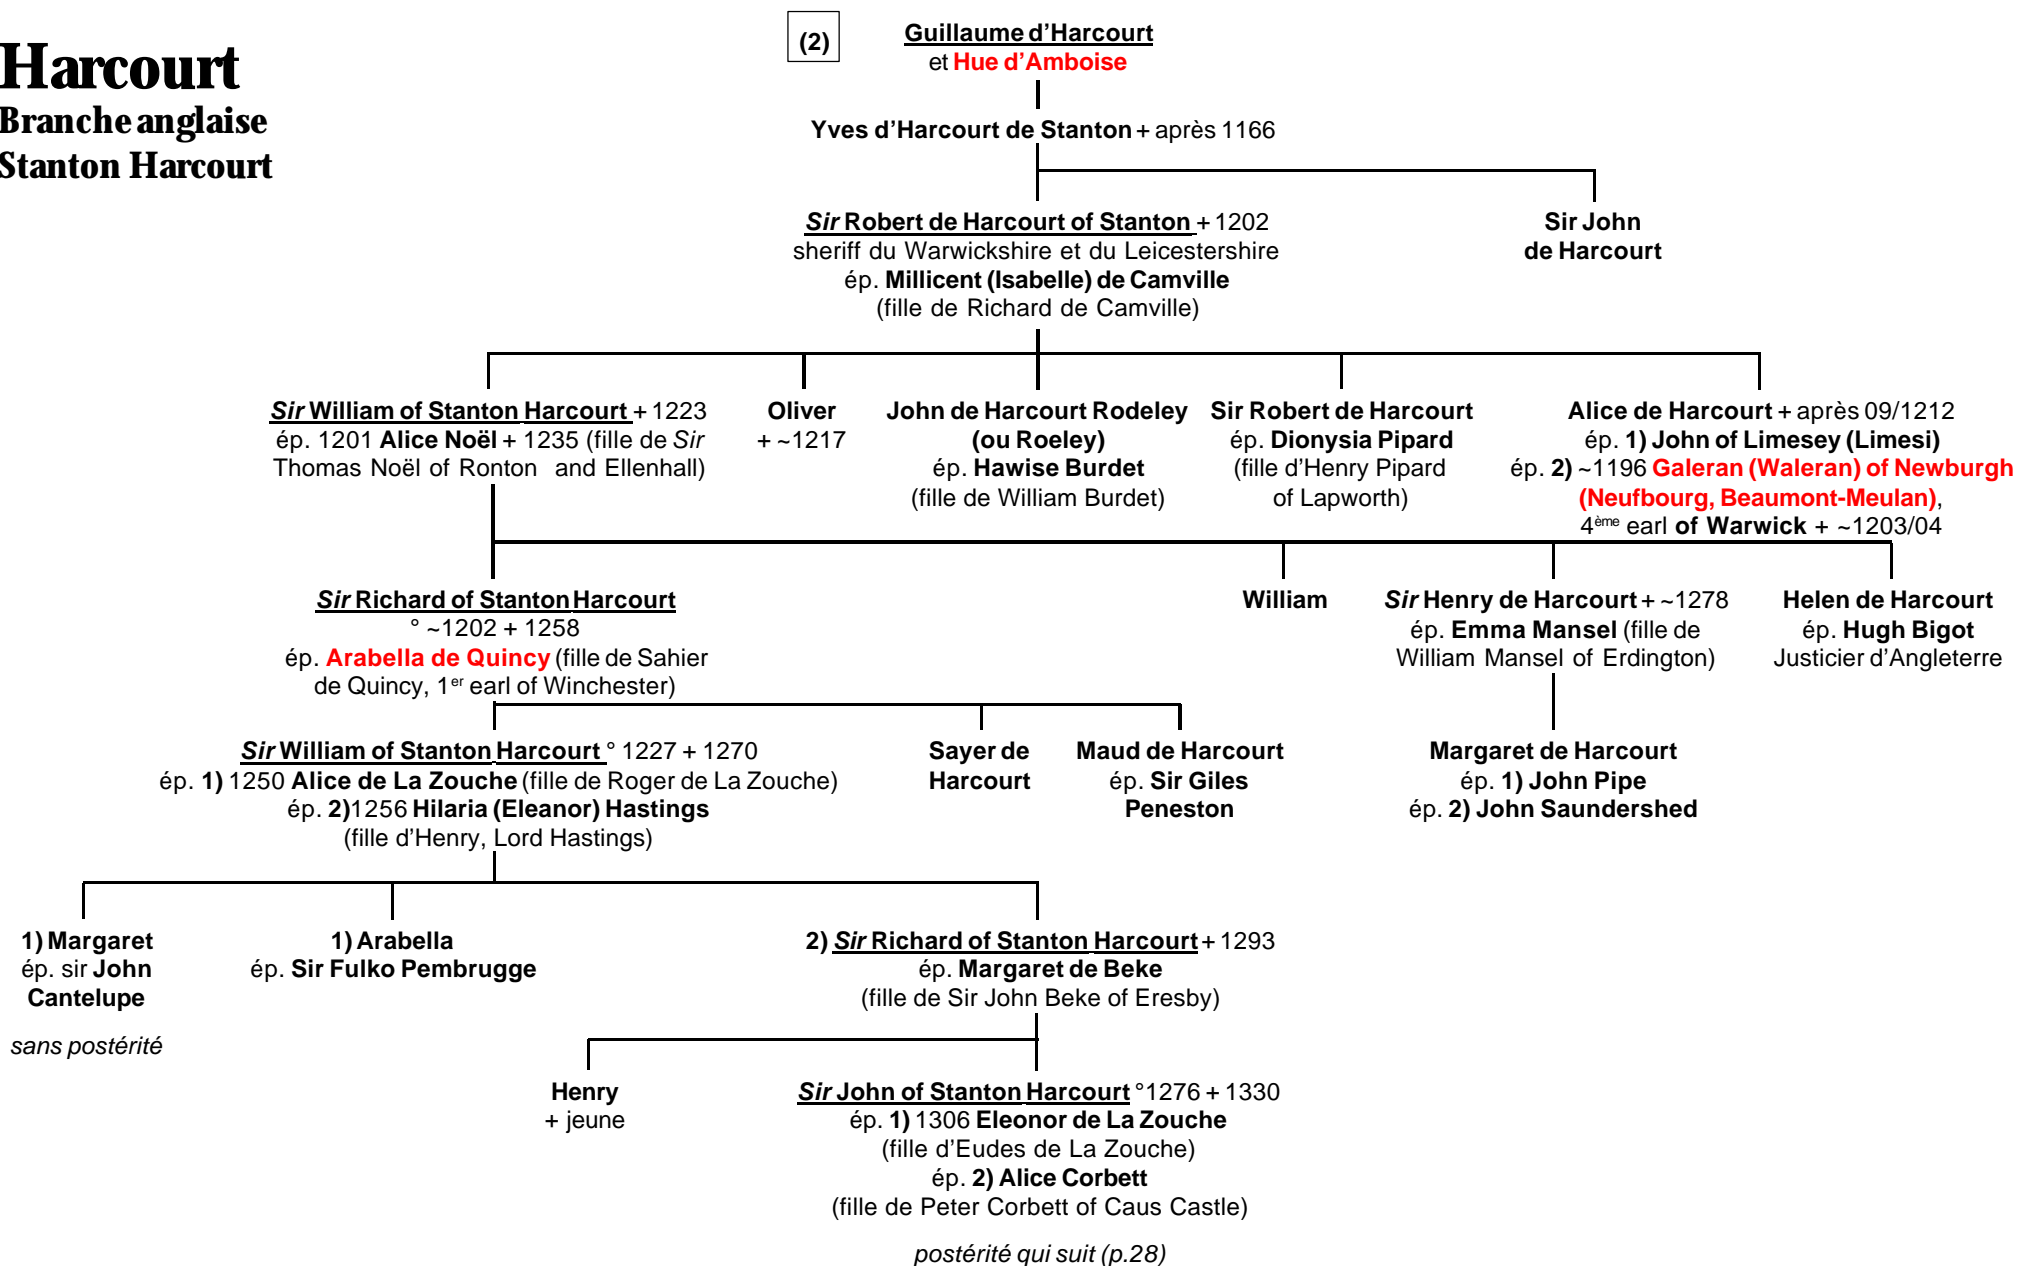 Harcourt
Branche anglaise
Stanton Harcourt
(2)
Guillaume d’Harcourt
et Hue d’Amboise
Yves d’Harcourt de Stanton + après 1166
Sir Robert de Harcourt of Stanton + 1202
sheriff du Warwickshire et du Leicestershire
ép. Millicent (Isabelle) de Camville
(fille de Richard de Camville)
Sir John
de Harcourt
Sir William of Stanton Harcourt + 1223
ép. 1201 Alice Noël + 1235 (fille de Sir
Thomas Noël of Ronton and Ellenhall)
Oliver
+ ~1217
John de Harcourt Rodeley
(ou Roeley)
ép. Hawise Burdet
(fille de William Burdet)
Sir Robert de Harcourt
ép. Dionysia Pipard
(fille d’Henry Pipard
of Lapworth)
Alice de Harcourt + après 09/1212
ép. 1) John of Limesey (Limesi)
ép. 2) ~1196 Galeran (Waleran) of Newburgh
(Neufbourg, Beaumont-Meulan),
4ème earl of Warwick + ~1203/04
Sir Richard of Stanton Harcourt
° ~1202 + 1258
ép. Arabella de Quincy (fille de Sahier
de Quincy, 1er earl of Winchester)
William
Sir Henry de Harcourt + ~1278
ép. Emma Mansel (fille de
William Mansel of Erdington)
Helen de Harcourt
ép. Hugh Bigot
Justicier d’Angleterre
Sir William of Stanton Harcourt ° 1227 + 1270
ép. 1) 1250 Alice de La Zouche (fille de Roger de La Zouche)
ép. 2)1256 Hilaria (Eleanor) Hastings
(fille d’Henry, Lord Hastings)
Sayer de
Harcourt
Maud de Harcourt
ép. Sir Giles
Peneston
Margaret de Harcourt
ép. 1) John Pipe
ép. 2) John Saundershed
1) Margaret
ép. sir John
Cantelupe
sans postérité
1) Arabella
ép. Sir Fulko Pembrugge
2) Sir Richard of Stanton Harcourt + 1293
ép. Margaret de Beke
(fille de Sir John Beke of Eresby)
Henry
+ jeune
Sir John of Stanton Harcourt °1276 + 1330
ép. 1) 1306 Eleonor de La Zouche
(fille d’Eudes de La Zouche)
ép. 2) Alice Corbett
(fille de Peter Corbett of Caus Castle)
postérité qui suit (p.28)